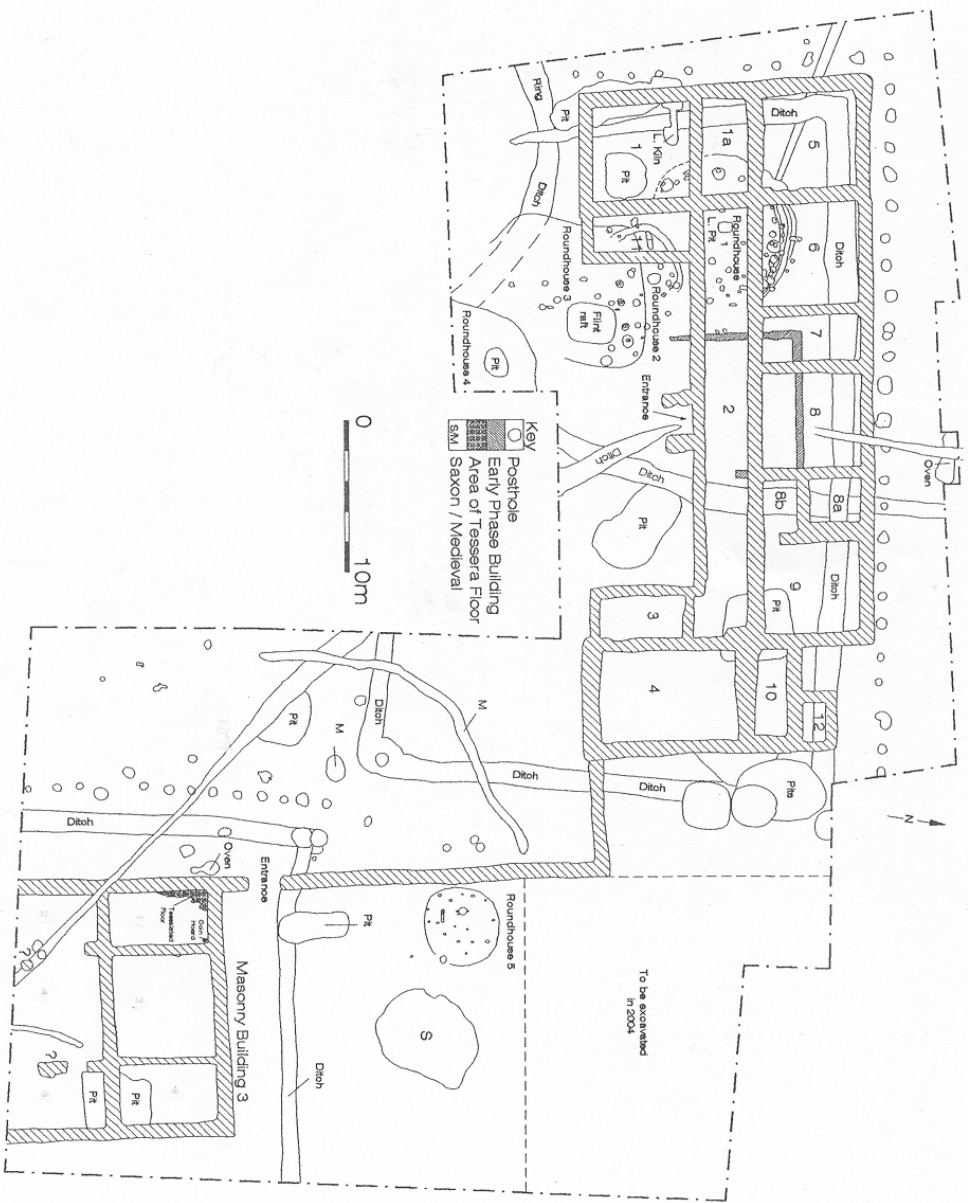 Ring
Ditch
Pit
L. Kiln
1
Pit
1a
Ditch
5
11
Roundhouse
1
L. Pit
6
Ditch
Roundhouse 3
Roundhouse 2
Flint
raft
Roundhouse 4
Pit
7
Entrance
2
8
Oven
Ditch
Ditch
Pit
8b
8a
3
9
Pit
Ditch
4
10
12
Key
Posthole
Early Phase Building
Area of Tessera Floor
S/M
Saxon / Medieval
0
10m
N
Pit
M
M
Ditch
Ditch
Ditch
Pits
Ditch
Oven
Entrance
Pit
Roundhouse 5
To be excavated
in 2004
S
Ditch
Coin
Hoard
Tesselated
Floor
Masonry Building 3
?
?
Pit
Pit